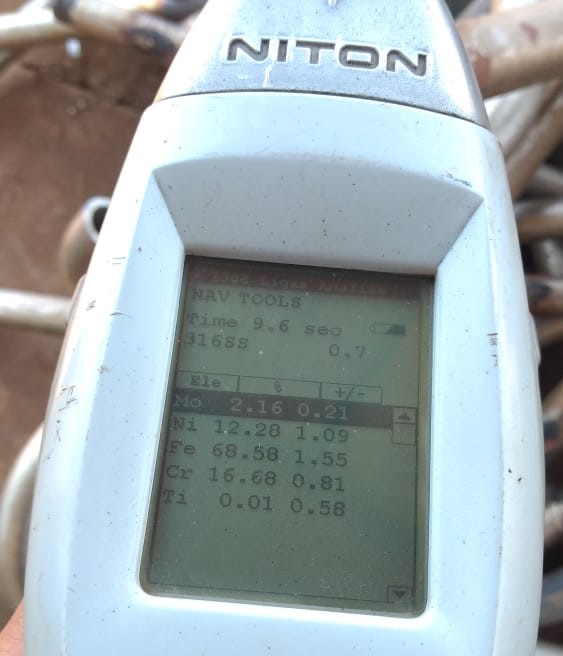 NITON
NAV TOOLS
Time 9.6 sec
316SS 0.7
Ele % +/-
Mo 2.16 0.21
Ni 12.28 1.09
Fe 68.58 1.55
Cr 16.68 0.81
Ti 0.01 0.58